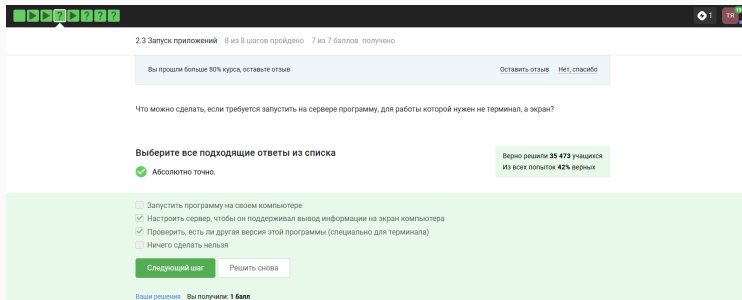 1
ТЯ
2.3 Запуск приложений 8 из 8 шагов пройдено 7 из 7 баллов получено
Вы прошли больше 80% курса, оставьте отзыв Оставить отзыв Нет, спасибо
Что можно сделать, если требуется запустить на сервере программу, для работы которой нужен не терминал, а экран?
Выберите все подходящие ответы из списка
Верно решили 35 473 учащихся
Из всех попыток 42% верных
Абсолютно точно.
Запустить программу на своем компьютере
Настроить сервер, чтобы он поддерживал вывод информации на экран компьютера
Проверить, есть ли другая версия этой программы (специально для терминала)
Ничего сделать нельзя
Следующий шаг Решить снова
Ваши решения Вы получили: 1 балл